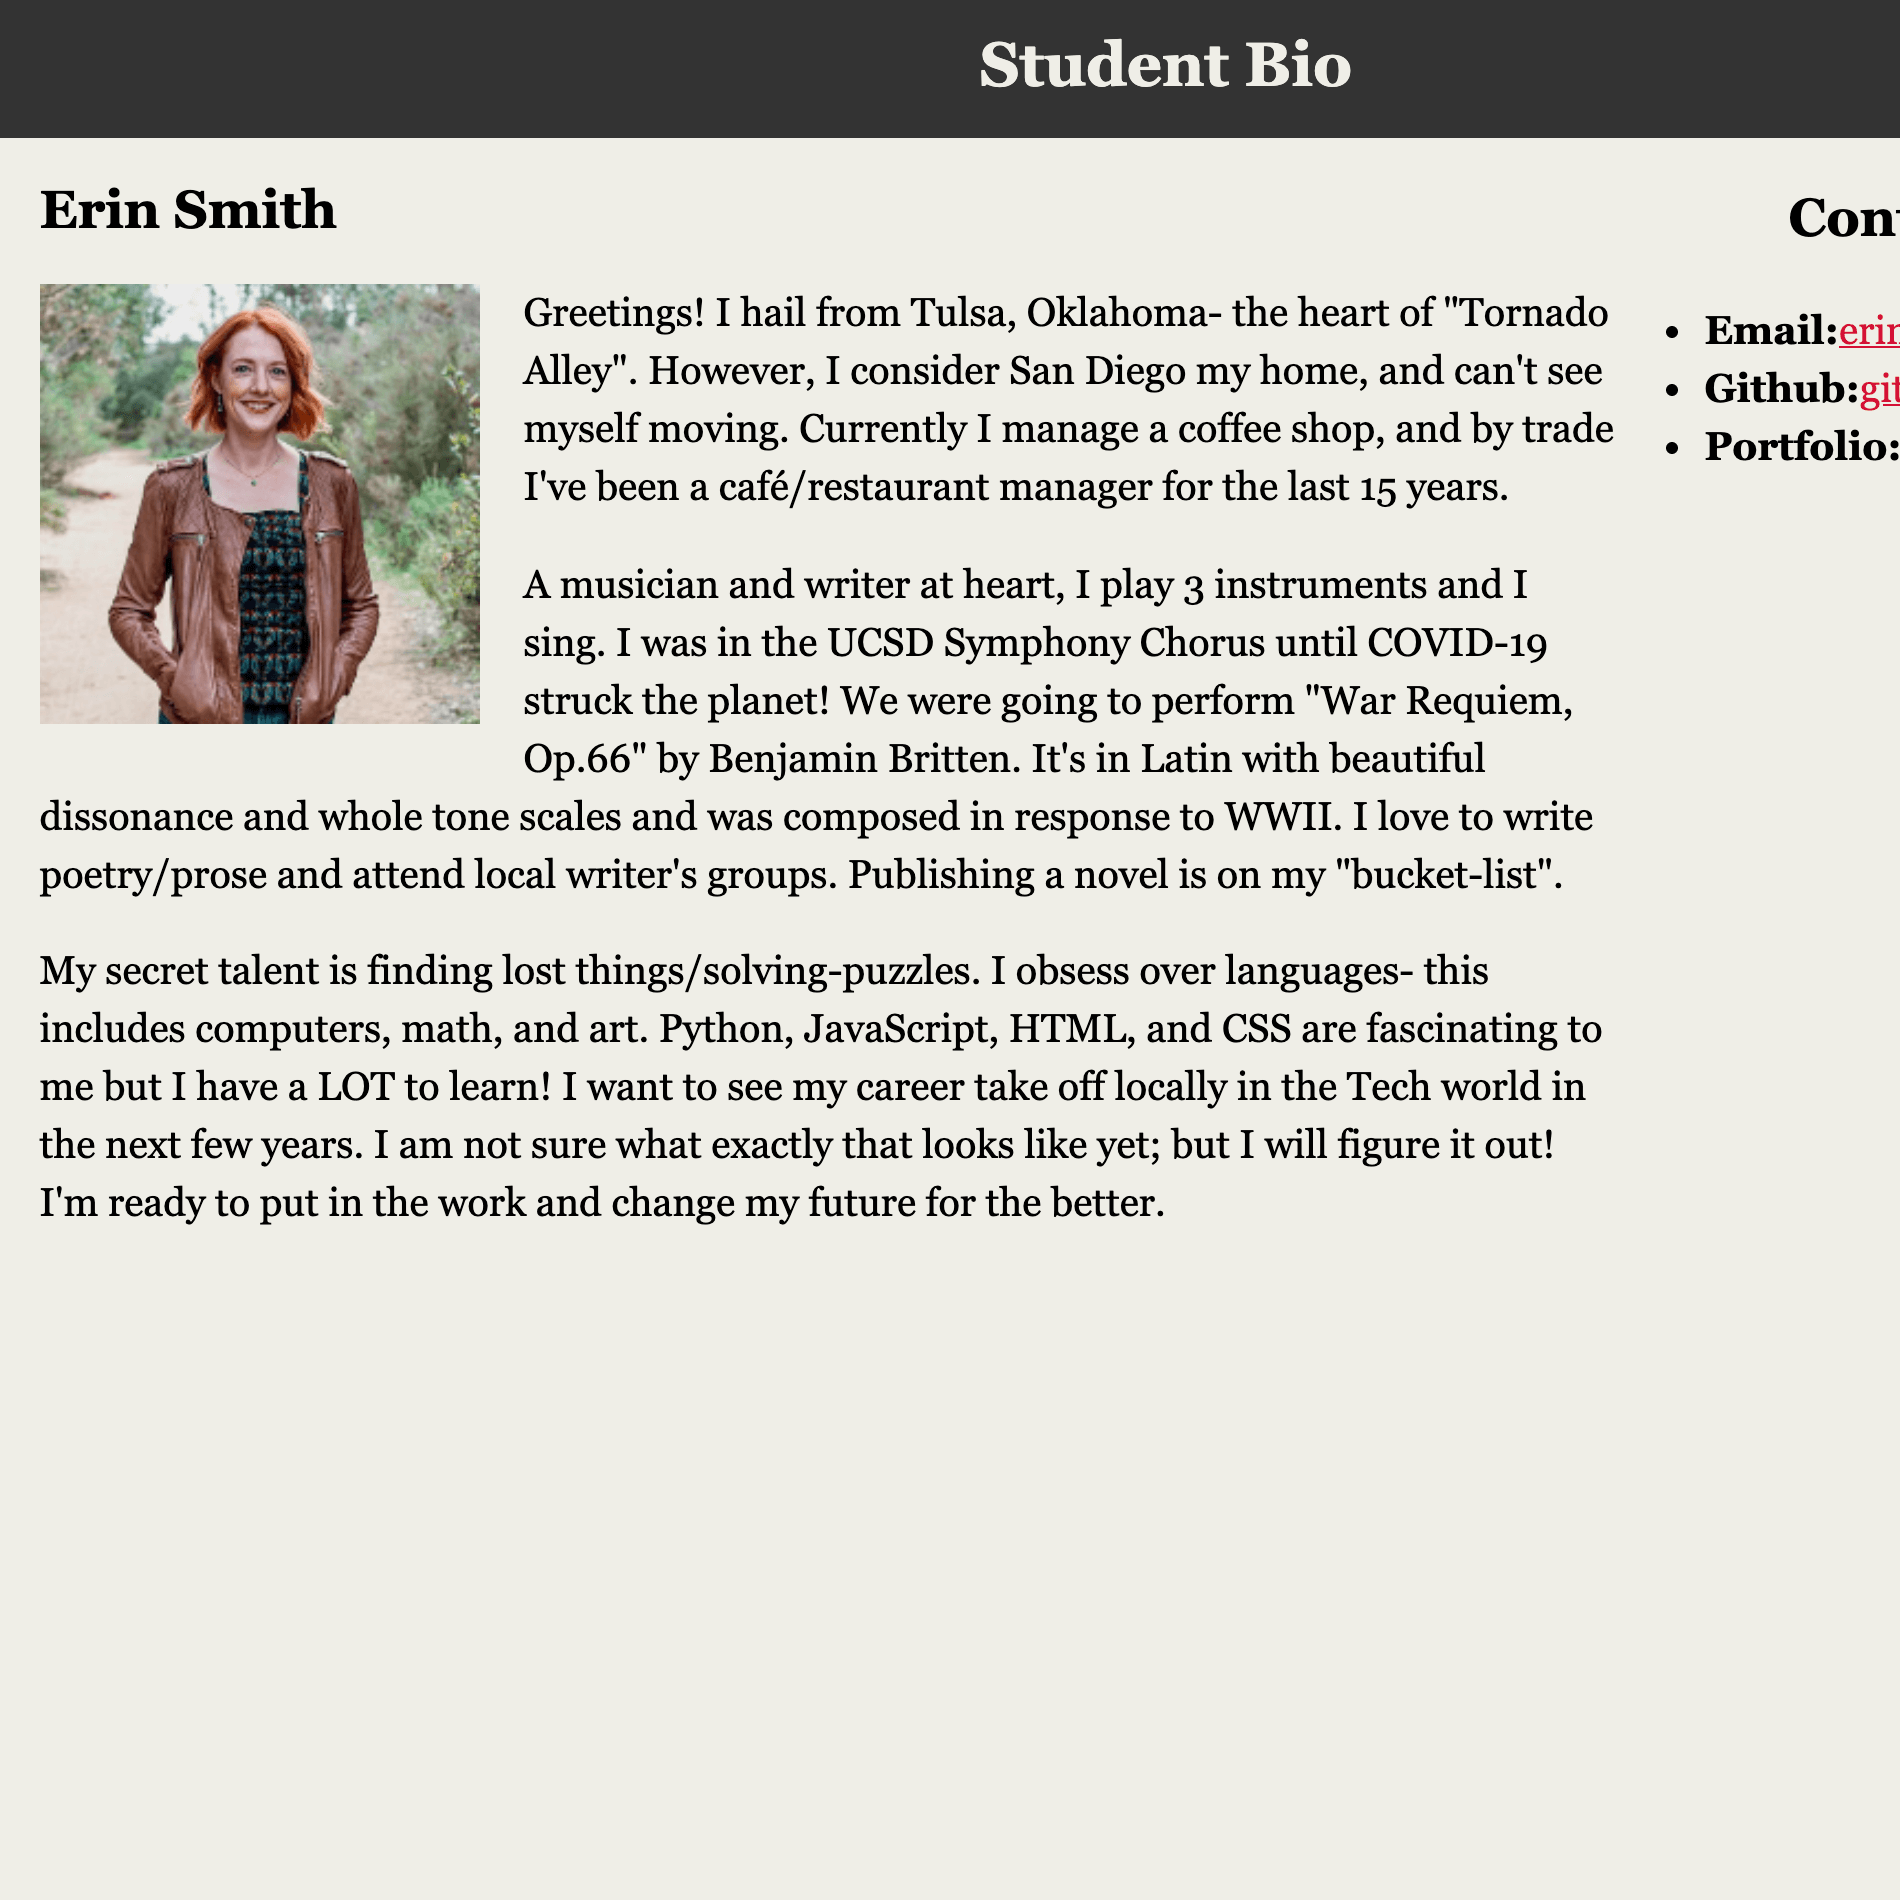 Student Bio
Erin Smith
Greetings! I hail from Tulsa, Oklahoma- the heart of "Tornado
Alley". However, I consider San Diego my home, and can't see
myself moving. Currently I manage a coffee shop, and by trade
I've been a café/restaurant manager for the last 15 years.
A musician and writer at heart, I play 3 instruments and I
sing. I was in the UCSD Symphony Chorus until COVID-19
struck the planet! We were going to perform "War Requiem,
Op.66" by Benjamin Britten. It's in Latin with beautiful
dissonance and whole tone scales and was composed in response to WWII. I love to write
poetry/prose and attend local writer's groups. Publishing a novel is on my "bucket-list".
My secret talent is finding lost things/solving-puzzles. I obsess over languages- this
includes computers, math, and art. Python, JavaScript, HTML, and CSS are fascinating to
me but I have a LOT to learn! I want to see my career take off locally in the Tech world in
the next few years. I am not sure what exactly that looks like yet; but I will figure it out!
I'm ready to put in the work and change my future for the better.
Email:
Github:
Portfolio: